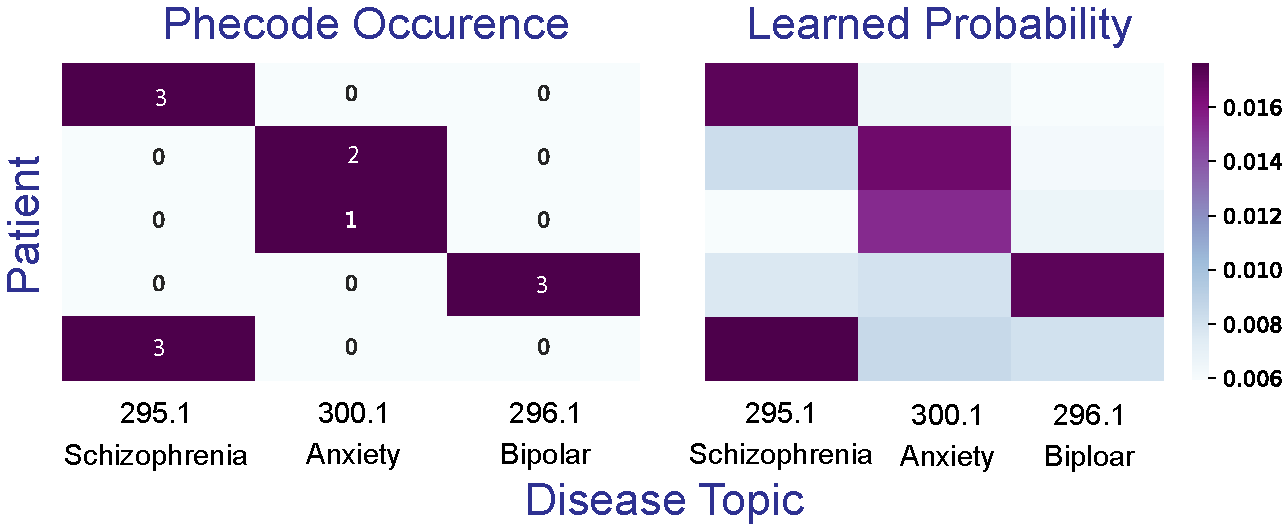 Phecode Occurence
Learned Probability
Patient
3 0 0
0 2 0
0 1 0
0 0 3
3 0 0
0.016
0.014
0.012
0.010
0.008
0.006
295.1 300.1 296.1
Schizophrenia Anxiety Bipolar
295.1 300.1 296.1
Schizophrenia Anxiety Biploar
Disease Topic